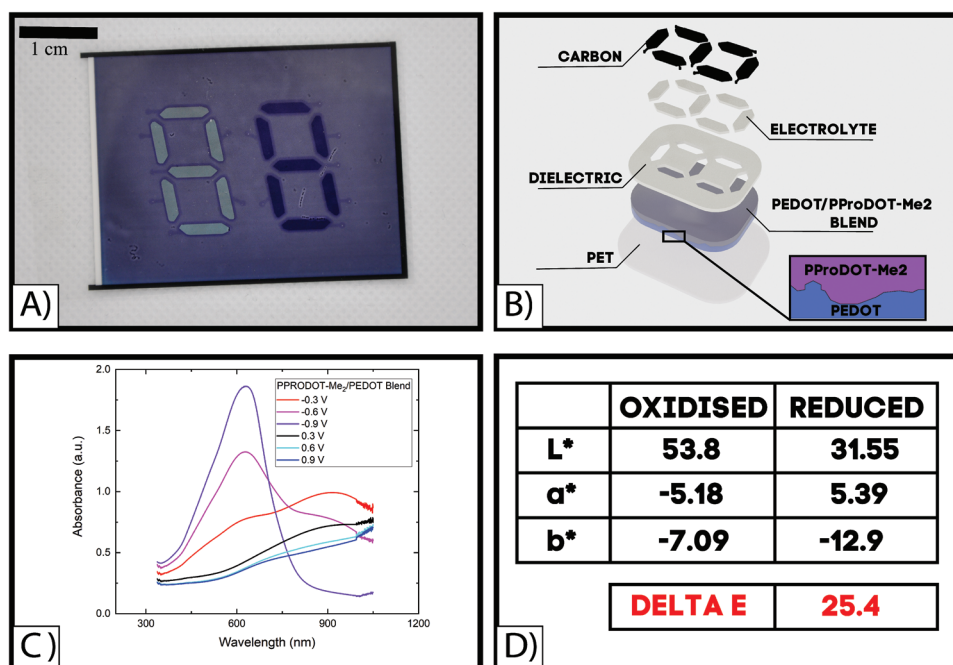 1 cm
A)
CARBON
ELECTROLYTE
DIELECTRIC
PEDOT/PProDOT-Me2
BLEND
PET
PProDOT-Me2
PEDOT
B)
2.0
1.5
1.0
0.5
0.0
Absorbance (a.u.)
PPRODOT-Me₂/PEDOT Blend
-0.3 V
-0.6 V
-0.9 V
0.3 V
0.6 V
0.9 V
300 600 900 1200
Wavelength (nm)
C)
OXIDISED REDUCED
L* 53.8 31.55
a* -5.18 5.39
b* -7.09 -12.9
DELTA E 25.4
D)